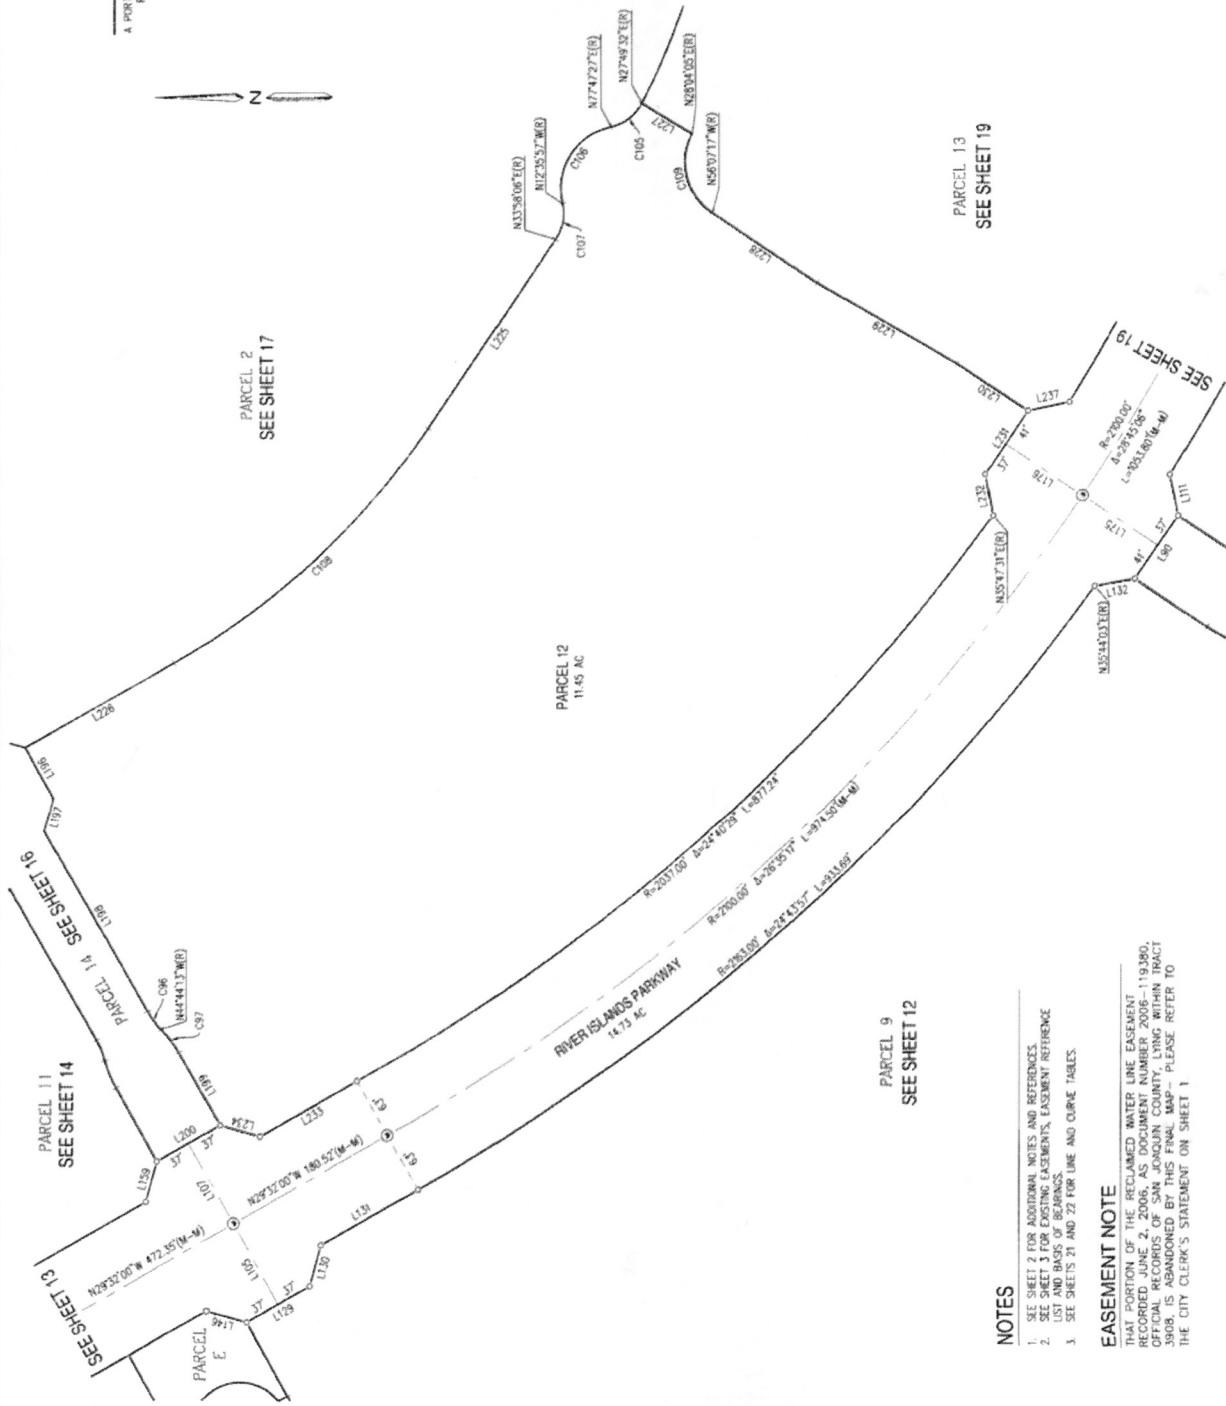 A POR
N
PARCEL 2
SEE SHEET 17
N33°58'06"E(R)
N12°35'57"W(R)
N77°47'27"E(R)
N27°49'32"E(R)
N28°04'05"E(R)
N56°07'17"W(R)
C107
C106
C105
L227
C109
L228
L225
L229
L230
PARCEL 13
SEE SHEET 19
C108
L226
L196
L197
L198
PARCEL 14 SEE SHEET 16
C96
N44°44'13"W(R)
C97
L199
PARCEL 11
SEE SHEET 14
PARCEL 12
11.45 AC
L237
L231
41'
37'
L232
L176
N35°47'31"E(R)
SEE SHEET 19
R=2100.00'
Δ=28°45'06"
L=1053.80'(M-M)
L175
L111
37'
L90
41'
L132
N35°44'03"E(R)
R=2037.00' Δ=24°40'29" L=877.24'
R=2100.00' Δ=26°35'17" L=974.50'(M-M)
R=2163.00' Δ=24°43'57" L=933.69'
RIVER ISLANDS PARKWAY
14.73 AC
L200
37'
37'
L234
L233
L159
L107
63'
63'
N29°32'00"W 180.52'(M-M)
N29°32'00"W 472.35'(M-M)
L105
L131
L130
37'
37'
L129
L146
SEE SHEET 13
PARCEL
E
PARCEL 9
SEE SHEET 12
NOTES
1. SEE SHEET 2 FOR ADDITIONAL NOTES AND REFERENCES.
2. SEE SHEET 3 FOR EXISTING EASEMENTS, EASEMENT REFERENCE
LIST AND BASIS OF BEARINGS.
3. SEE SHEETS 21 AND 22 FOR LINE AND CURVE TABLES.
EASEMENT NOTE
THAT PORTION OF THE RECLAIMED WATER LINE EASEMENT
RECORDED JUNE 2, 2006, AS DOCUMENT NUMBER 2006-119380,
OFFICIAL RECORDS OF SAN JOAQUIN COUNTY, LYING WITHIN TRACT
3908, IS ABANDONED BY THIS FINAL MAP- PLEASE REFER TO
THE CITY CLERK'S STATEMENT ON SHEET 1